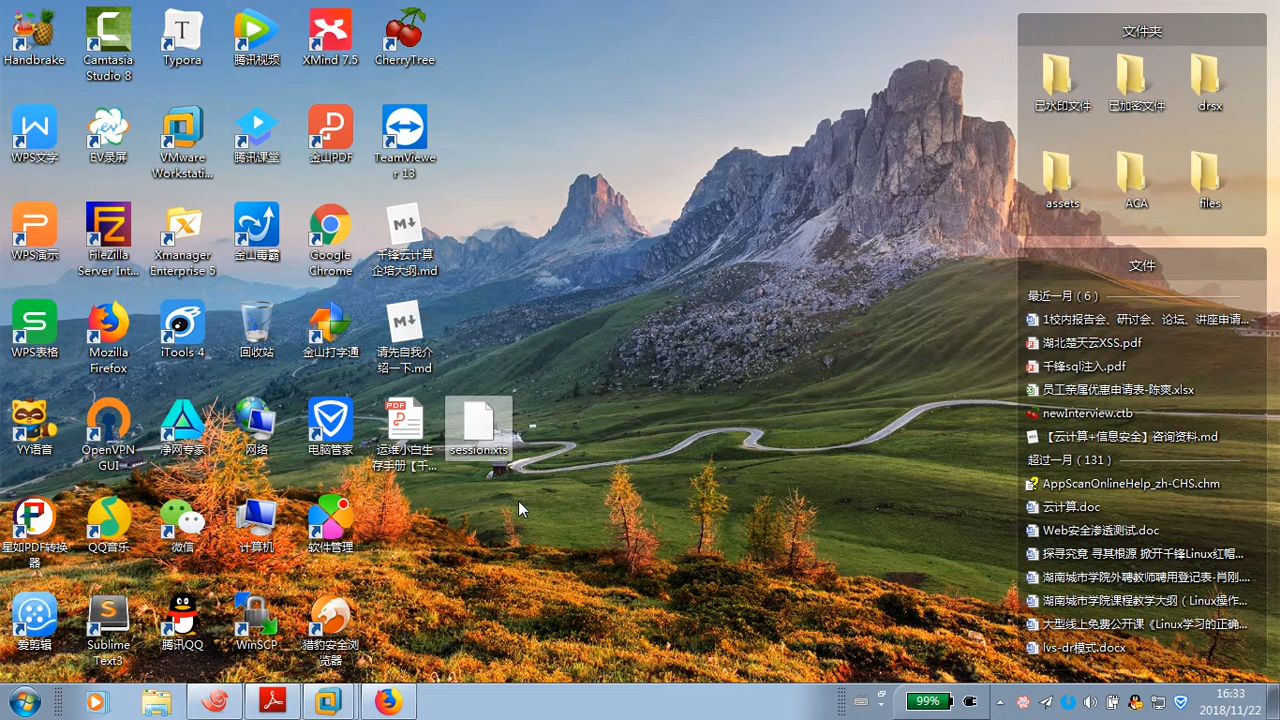 Handbrake
Camtasia
Studio 8
Typora
腾讯视频
XMind 7.5
CherryTree
WPS文字
EV录屏
VMware
Workstati...
腾讯课堂
金山PDF
TeamViewe
r 13
WPS演示
FileZilla
Server Int...
Xmanager
Enterprise 5
金山毒霸
Google
Chrome
千锋云计算
企培大纲.md
WPS表格
Mozilla
Firefox
iTools 4
回收站
金山打字通
请先自我介
绍一下.md
YY语音
OpenVPN
GUI
净网专家
网络
电脑管家
运维小白生
存手册【千...
session.xts
星如PDF转换
器
QQ音乐
微信
计算机
软件管理
爱剪辑
Sublime
Text3
腾讯QQ
WinSCP
猎豹安全浏
览器
文件夹
已水印文件
已加密文件
drsx
assets
ACA
files
文件
最近一月（6）
1校内报告会、研讨会、论坛、讲座申请...
湖北楚天云XSS.pdf
千锋sql注入.pdf
员工亲属优惠申请表-陈爽.xlsx
newInterview.ctb
【云计算+信息安全】咨询资料.md
超过一月（131）
AppScanOnlineHelp_zh-CHS.chm
云计算.doc
Web安全渗透测试.doc
探寻究竟 寻其根源 掀开千锋Linux红帽...
湖南城市学院外聘教师聘用登记表-肖刚....
湖南城市学院课程教学大纲（Linux操作...
大型线上免费公开课《Linux学习的正确...
lvs-dr模式.docx
99%
16:33
2018/11/22